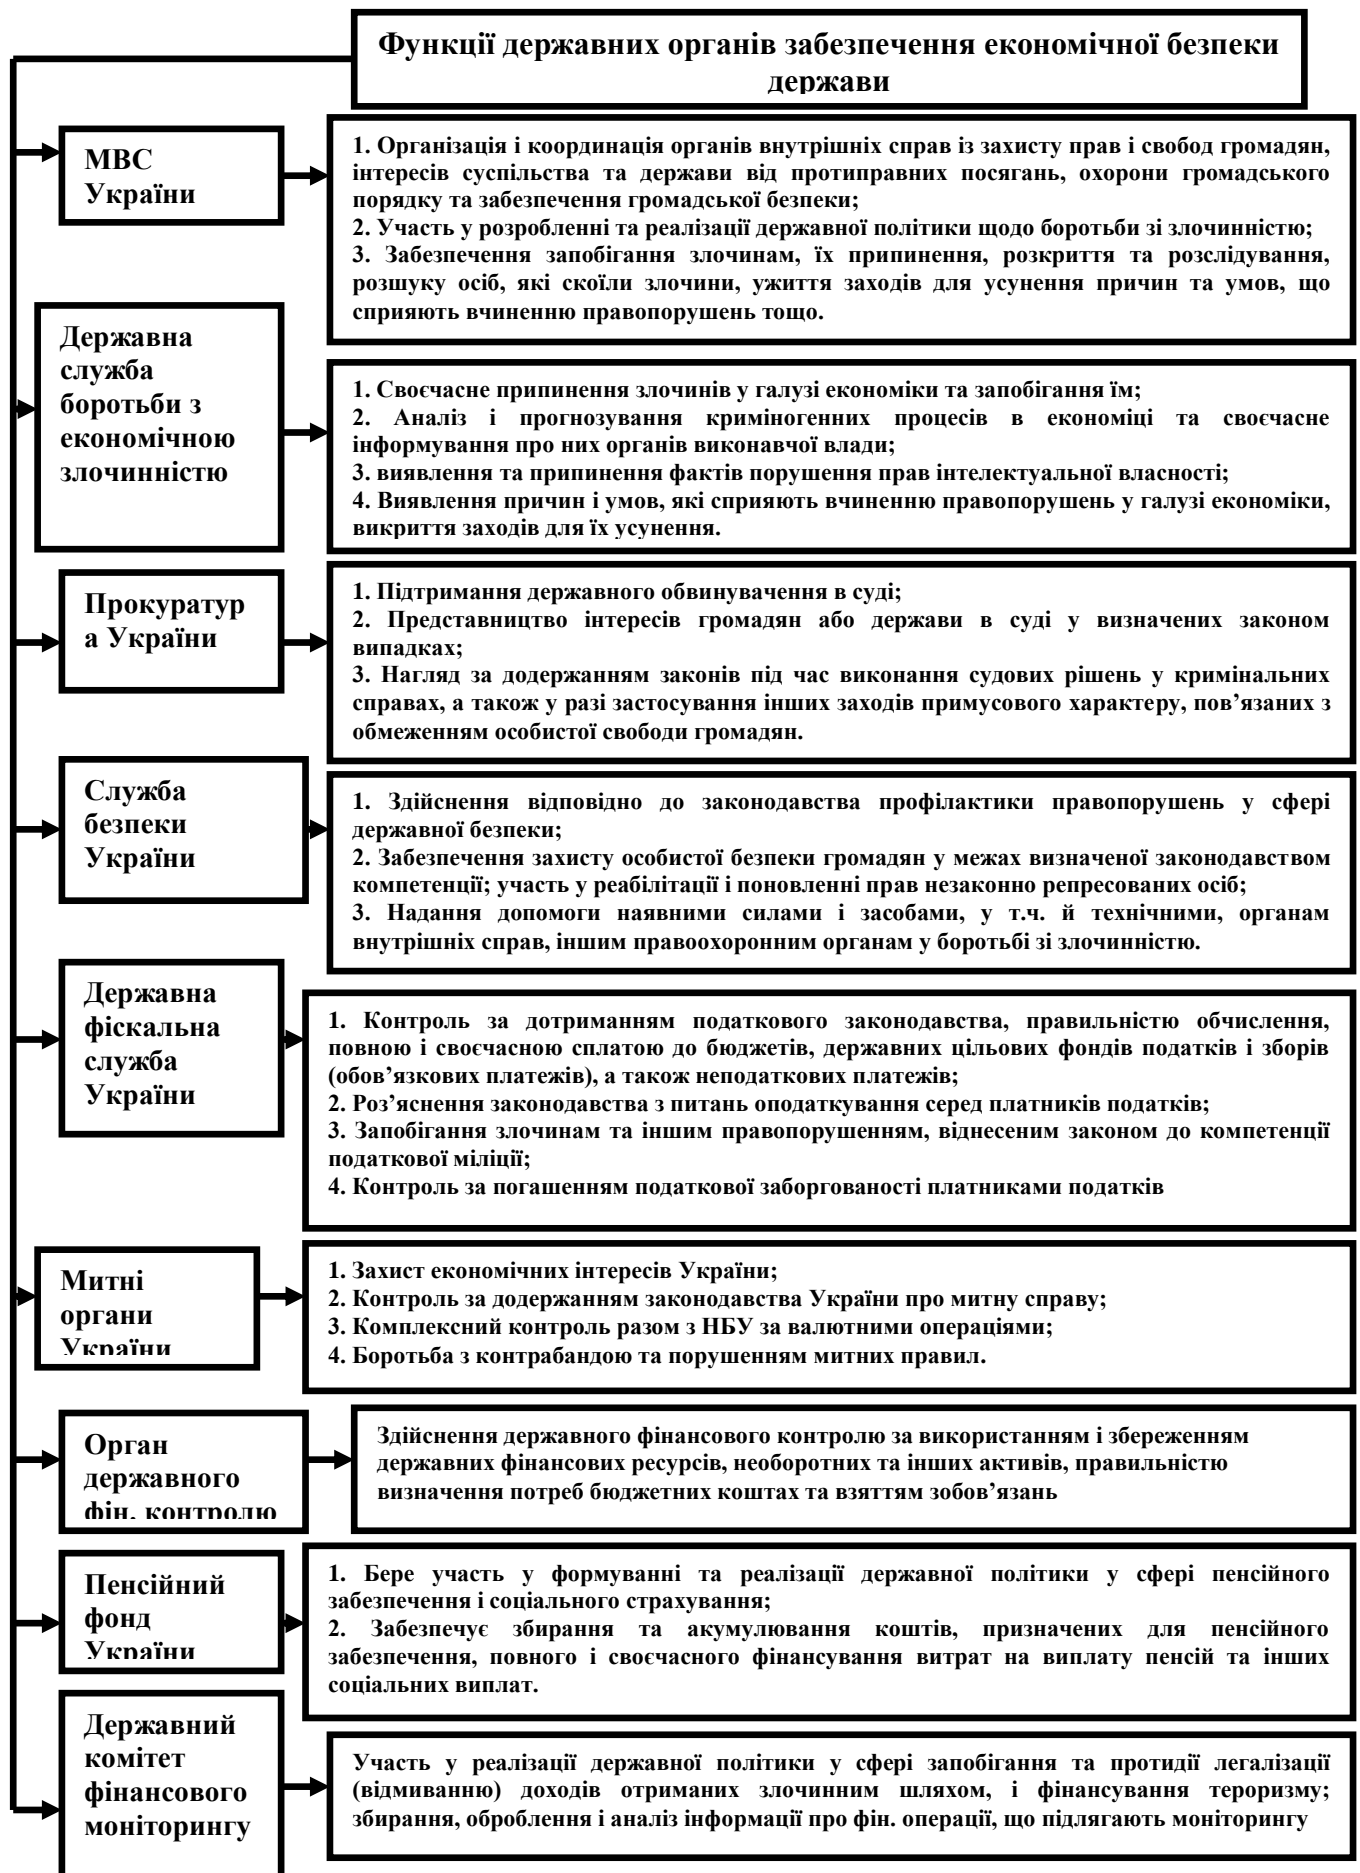 Функції державних органів забезпечення економічної безпеки
держави
МВС
України
1. Організація і координація органів внутрішніх справ із захисту прав і свобод громадян,
інтересів суспільства та держави від протиправних посягань, охорони громадського
порядку та забезпечення громадської безпеки;
2. Участь у розробленні та реалізації державної політики щодо боротьби зі злочинністю;
3. Забезпечення запобігання злочинам, їх припинення, розкриття та розслідування,
розшуку осіб, які скоїли злочини, ужиття заходів для усунення причин та умов, що
сприяють вчиненню правопорушень тощо.
Державна
служба
боротьби з
економічною
злочинністю
1. Своєчасне припинення злочинів у галузі економіки та запобігання їм;
2. Аналіз і прогнозування криміногенних процесів в економіці та своєчасне
інформування про них органів виконавчої влади;
3. виявлення та припинення фактів порушення прав інтелектуальної власності;
4. Виявлення причин і умов, які сприяють вчиненню правопорушень у галузі економіки,
викриття заходів для їх усунення.
Прокуратур
а України
1. Підтримання державного обвинувачення в суді;
2. Представництво інтересів громадян або держави в суді у визначених законом
випадках;
3. Нагляд за додержанням законів під час виконання судових рішень у кримінальних
справах, а також у разі застосування інших заходів примусового характеру, пов’язаних з
обмеженням особистої свободи громадян.
Служба
безпеки
України
1. Здійснення відповідно до законодавства профілактики правопорушень у сфері
державної безпеки;
2. Забезпечення захисту особистої безпеки громадян у межах визначеної законодавством
компетенції; участь у реабілітації і поновленні прав незаконно репресованих осіб;
3. Надання допомоги наявними силами і засобами, у т.ч. й технічними, органам
внутрішніх справ, іншим правоохоронним органам у боротьбі зі злочинністю.
Державна
фіскальна
служба
України
1. Контроль за дотриманням податкового законодавства, правильністю обчислення,
повною і своєчасною сплатою до бюджетів, державних цільових фондів податків і зборів
(обов’язкових платежів), а також неподаткових платежів;
2. Роз’яснення законодавства з питань оподаткування серед платників податків;
3. Запобігання злочинам та іншим правопорушенням, віднесеним законом до компетенції
податкової міліції;
4. Контроль за погашенням податкової заборгованості платниками податків
Митні
органи
України
1. Захист економічних інтересів України;
2. Контроль за додержанням законодавства України про митну справу;
3. Комплексний контроль разом з НБУ за валютними операціями;
4. Боротьба з контрабандою та порушенням митних правил.
Орган
державного
фін. контролю
Здійснення державного фінансового контролю за використанням і збереженням
державних фінансових ресурсів, необоротних та інших активів, правильністю
визначення потреб бюджетних коштах та взяттям зобов’язань
Пенсійний
фонд
України
1. Бере участь у формуванні та реалізації державної політики у сфері пенсійного
забезпечення і соціального страхування;
2. Забезпечує збирання та акумулювання коштів, призначених для пенсійного
забезпечення, повного і своєчасного фінансування витрат на виплату пенсій та інших
соціальних виплат.
Державний
комітет
фінансового
моніторингу
Участь у реалізації державної політики у сфері запобігання та протидії легалізації
(відмиванню) доходів отриманих злочинним шляхом, і фінансування тероризму;
збирання, оброблення і аналіз інформації про фін. операції, що підлягають моніторингу